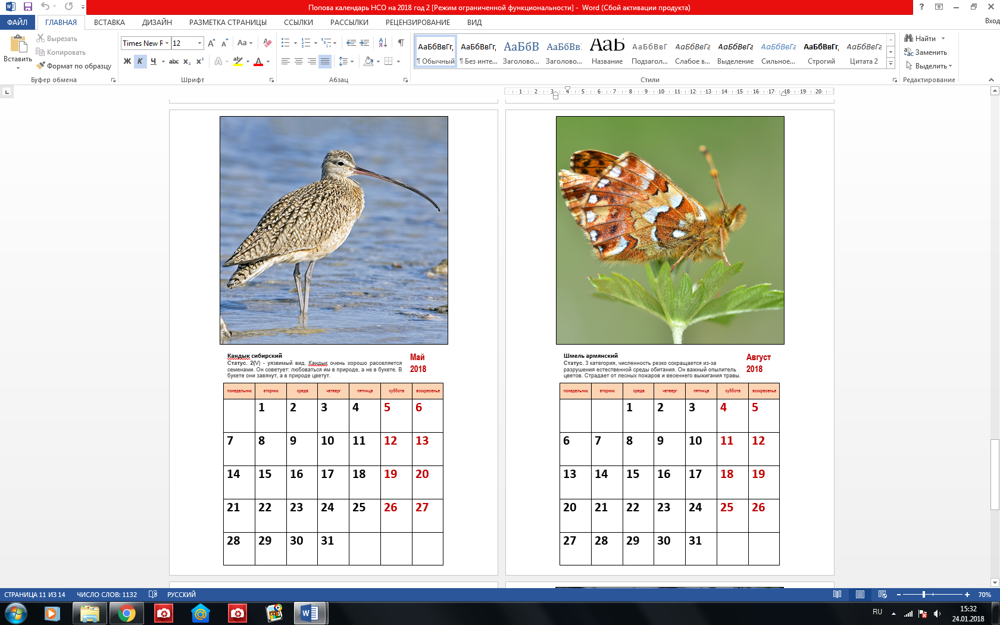 Попова календарь НСО на 2018 год 2 [Режим ограниченной функциональности] - Word (Сбой активации продукта)
ФАЙЛ ГЛАВНАЯ ВСТАВКА ДИЗАЙН РАЗМЕТКА СТРАНИЦЫ ССЫЛКИ РАССЫЛКИ РЕЦЕНЗИРОВАНИЕ ВИД Вход
Вставить
Вырезать
Копировать
Формат по образцу
Буфер обмена
Times New R 12
Ж К Ч abc x₂ x²
Шрифт
Абзац
АаБбВвГг, АаБбВвГг, АаБбВ АаБбВв АаБ АаБбВвГ АаБбВвГг АаБбВвГг АаБбВвГг АаБбВвГг, АаБбВвГг
¶ Обычный ¶ Без инте... Заголово... Заголово... Название Подзагол... Слабое в... Выделение Сильное... Строгий Цитата 2
Стили
Найти
Заменить
Выделить
Редактирование
1 2 3 4 5 6 7 8 9 10 11 12 13 14 15 16 17 18 19 20
Кандык сибирский
Статус. 2(V) - уязвимый вид. Кандык очень хорошо расселяется
семенами. Он советует: любоваться им в природе, а не в букете. В
букете они завянут, а в природе цветут.
Май
2018
понедельник вторник среда четверг пятница суббота воскресенье
1 2 3 4 5 6
7 8 9 10 11 12 13
14 15 16 17 18 19 20
21 22 23 24 25 26 27
28 29 30 31
Шмель армянский
Статус. 3 категория, численность резко сокращается из-за
разрушения естественной среды обитания. Он важный опылитель
цветов. Страдает от лесных пожаров и весеннего выжигания травы.
Август
2018
понедельник вторник среда четверг пятница суббота воскресенье
1 2 3 4 5
6 7 8 9 10 11 12
13 14 15 16 17 18 19
20 21 22 23 24 25 26
27 28 29 30 31
СТРАНИЦА 11 ИЗ 14 ЧИСЛО СЛОВ: 1132 РУССКИЙ 70%
RU
15:32
24.01.2018